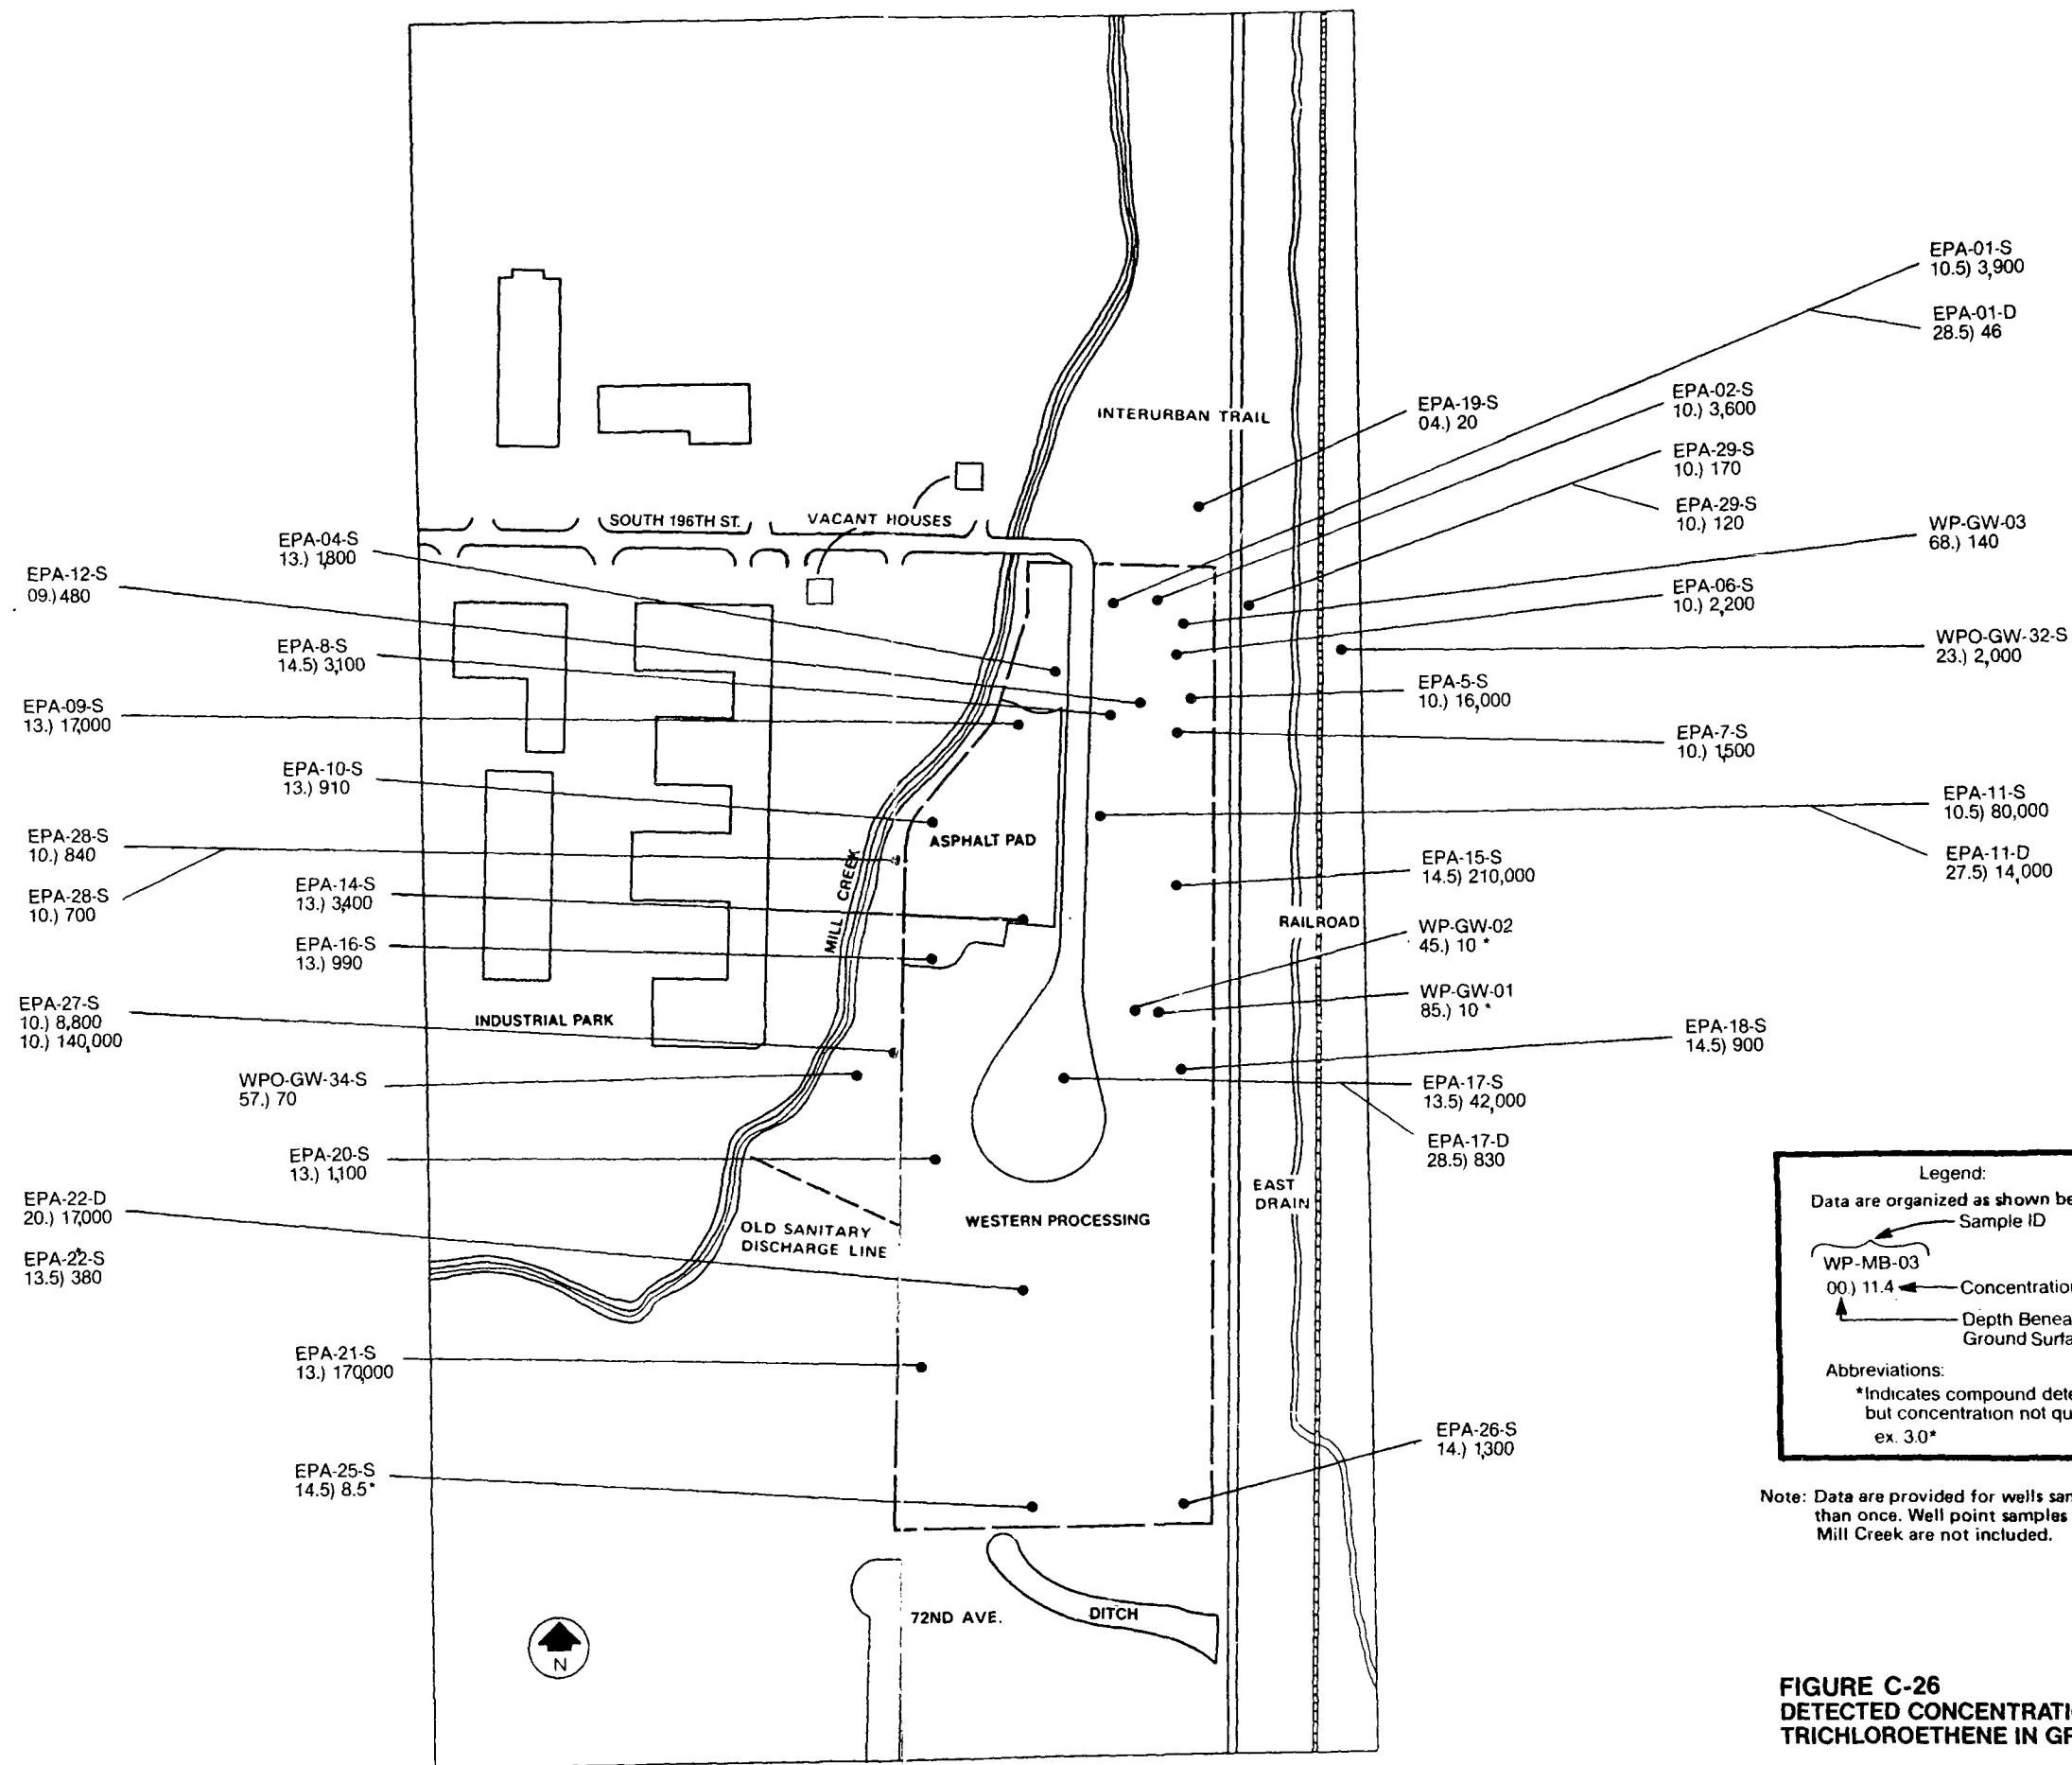 EPA-01-S
10.5) 3,900
EPA-01-D
28.5) 46
EPA-02-S
10.) 3,600
EPA-19-S
04.) 20
INTERURBAN TRAIL
EPA-29-S
10.) 170
EPA-29-S
10.) 120
WP-GW-03
68.) 140
SOUTH 196TH ST.
VACANT HOUSES
EPA-04-S
13.) 1,800
EPA-12-S
09.) 480
EPA-06-S
10.) 2,200
WPO-GW-32-S
23.) 2,000
EPA-8-S
14.5) 3,100
EPA-5-S
10.) 16,000
EPA-09-S
13.) 17,000
EPA-7-S
10.) 1,500
EPA-10-S
13.) 910
EPA-11-S
10.5) 80,000
EPA-11-D
27.5) 14,000
ASPHALT PAD
MILL CREEK
EPA-28-S
10.) 840
EPA-28-S
10.) 700
EPA-15-S
14.5) 210,000
EPA-14-S
13.) 3,400
RAILROAD
WP-GW-02
45.) 10 *
EPA-16-S
13.) 990
WP-GW-01
85.) 10 *
EPA-27-S
10.) 8,800
10.) 140,000
INDUSTRIAL PARK
EPA-18-S
14.5) 900
WPO-GW-34-S
57.) 70
EPA-17-S
13.5) 42,000
EPA-17-D
28.5) 830
EPA-20-S
13.) 1,100
EAST
DRAIN
EPA-22-D
20.) 17,000
EPA-22-S
13.5) 380
OLD SANITARY
DISCHARGE LINE
WESTERN PROCESSING
EPA-21-S
13.) 170,000
EPA-26-S
14.) 1,300
EPA-25-S
14.5) 8.5*
72ND AVE.
DITCH
N
Legend:
Data are organized as shown be
Sample ID
WP-MB-03
00.) 11.4
Concentration
Depth Benea
Ground Surfa
Abbreviations:
*Indicates compound dete
but concentration not qu
ex. 3.0*
Note: Data are provided for wells sam
than once. Well point samples
Mill Creek are not included.
FIGURE C-26
DETECTED CONCENTRATI
TRICHLOROETHENE IN GR